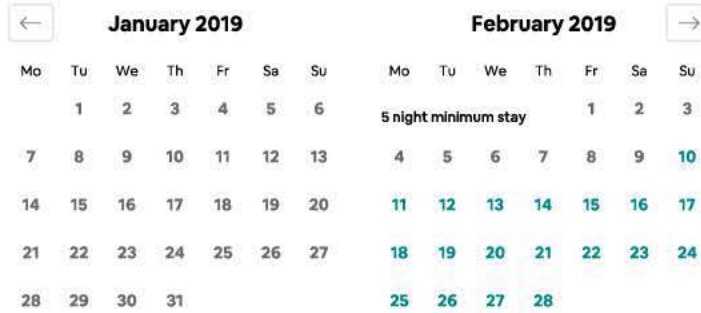 January 2019
Mo Tu We Th Fr Sa Su
1 2 3 4 5 6
7 8 9 10 11 12 13
14 15 16 17 18 19 20
21 22 23 24 25 26 27
28 29 30 31
February 2019
Mo Tu We Th Fr Sa Su
5 night minimum stay 1 2 3
4 5 6 7 8 9 10
11 12 13 14 15 16 17
18 19 20 21 22 23 24
25 26 27 28